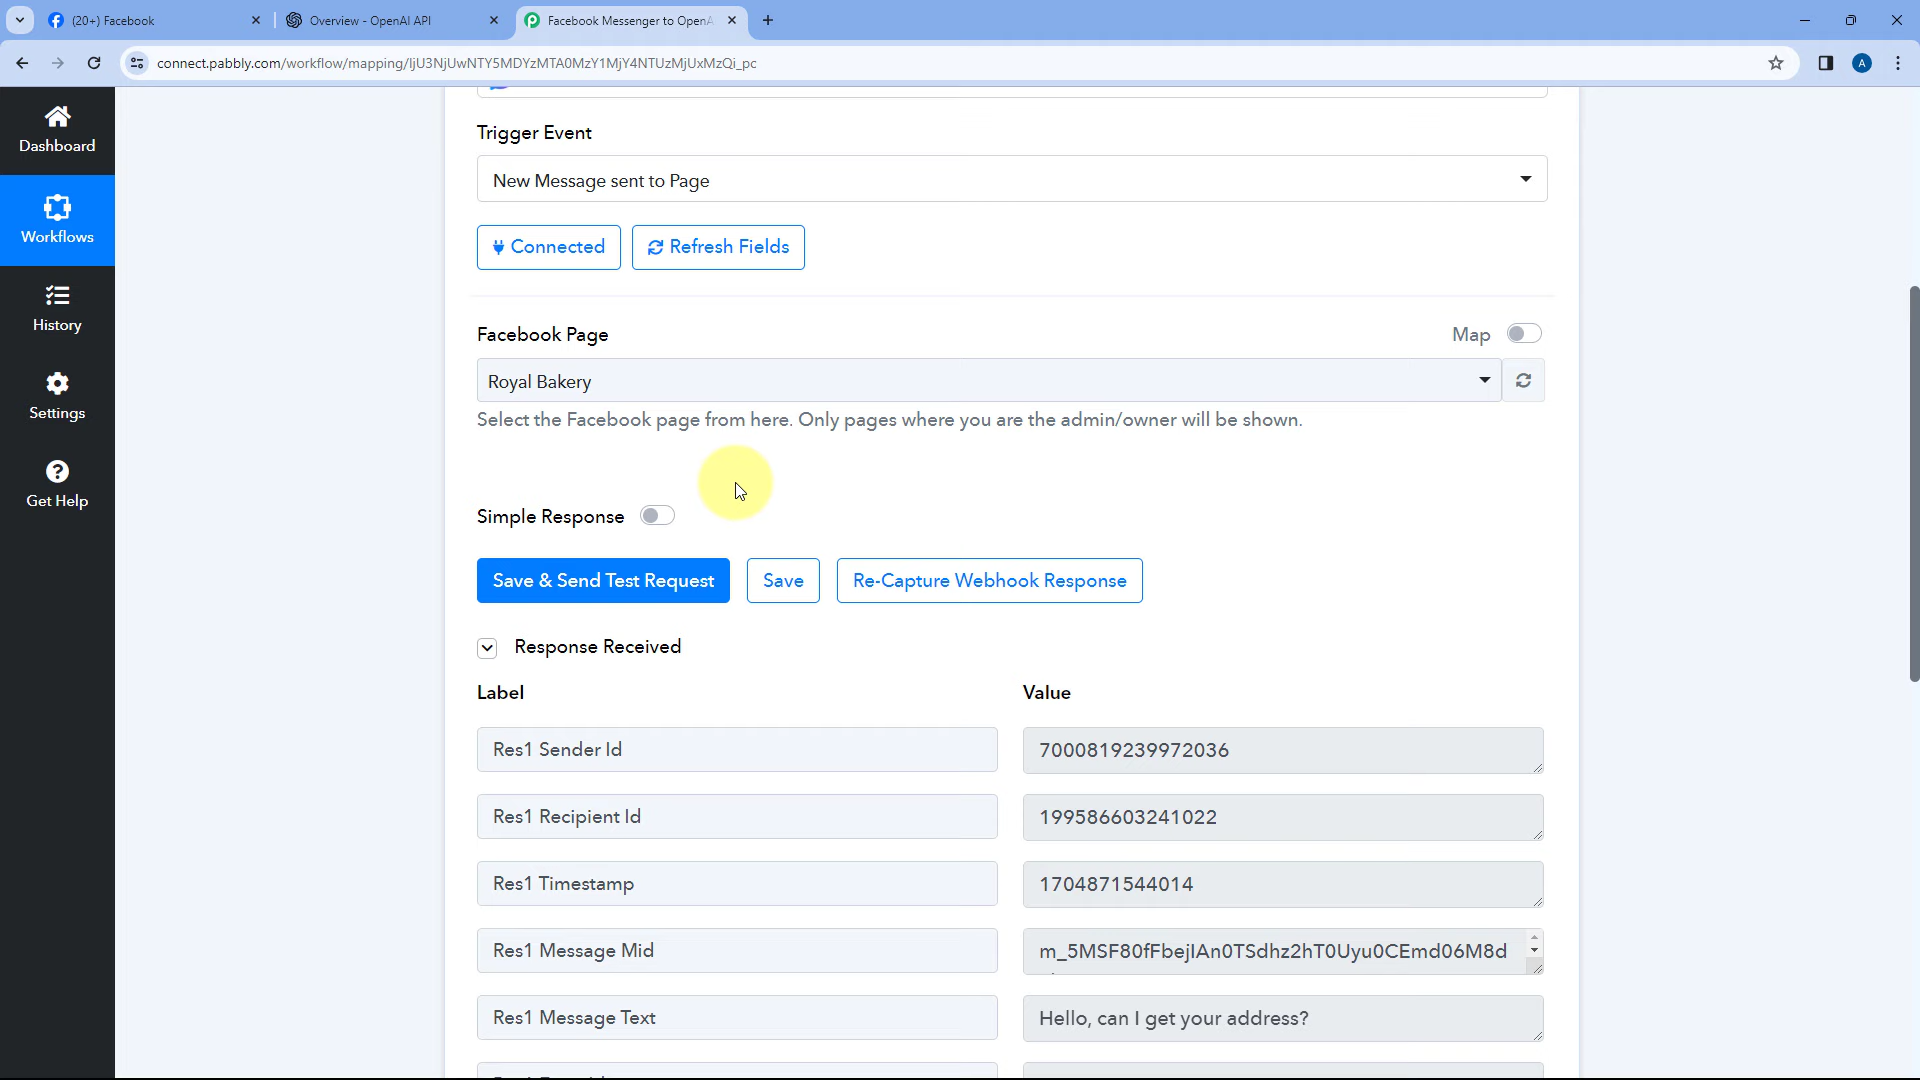 (20+) Facebook
Overview - OpenAI API
Facebook Messenger to OpenA
connect.pabbly.com/workflow/mapping/IjU3NjUwNTY5MDYzMTA0MzY1MjY4NTUzMjUxMzQi_pc
A
Dashboard
Workflows
History
Settings
Get Help
Trigger Event
New Message sent to Page
Connected
Refresh Fields
Facebook Page
Map
Royal Bakery
Select the Facebook page from here. Only pages where you are the admin/owner will be shown.
Simple Response
Save & Send Test Request
Save
Re-Capture Webhook Response
Response Received
Label
Value
Res1 Sender Id
7000819239972036
Res1 Recipient Id
199586603241022
Res1 Timestamp
1704871544014
Res1 Message Mid
m_5MSF80fFbejIAn0TSdhz2hT0Uyu0CEmd06M8d
Res1 Message Text
Hello, can I get your address?